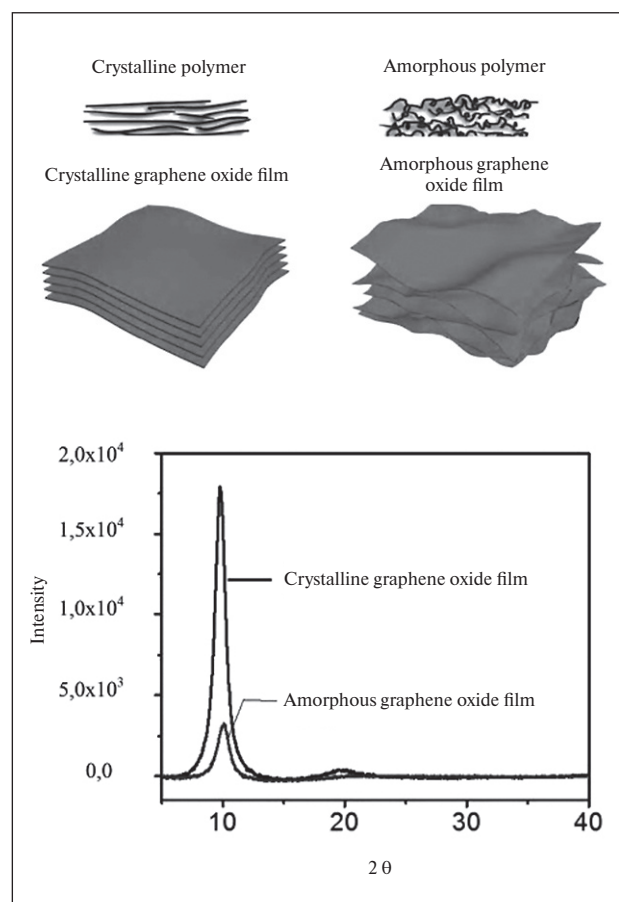 Crystalline polymer
Amorphous polymer
Crystalline graphene oxide film
Amorphous graphene
oxide film
2,0x10⁴
1,5x10⁴
1,0x10⁴
5,0x10³
0,0
Intensity
Crystalline graphene oxide film
Amorphous graphene oxide film
10
20
30
40
2 θ